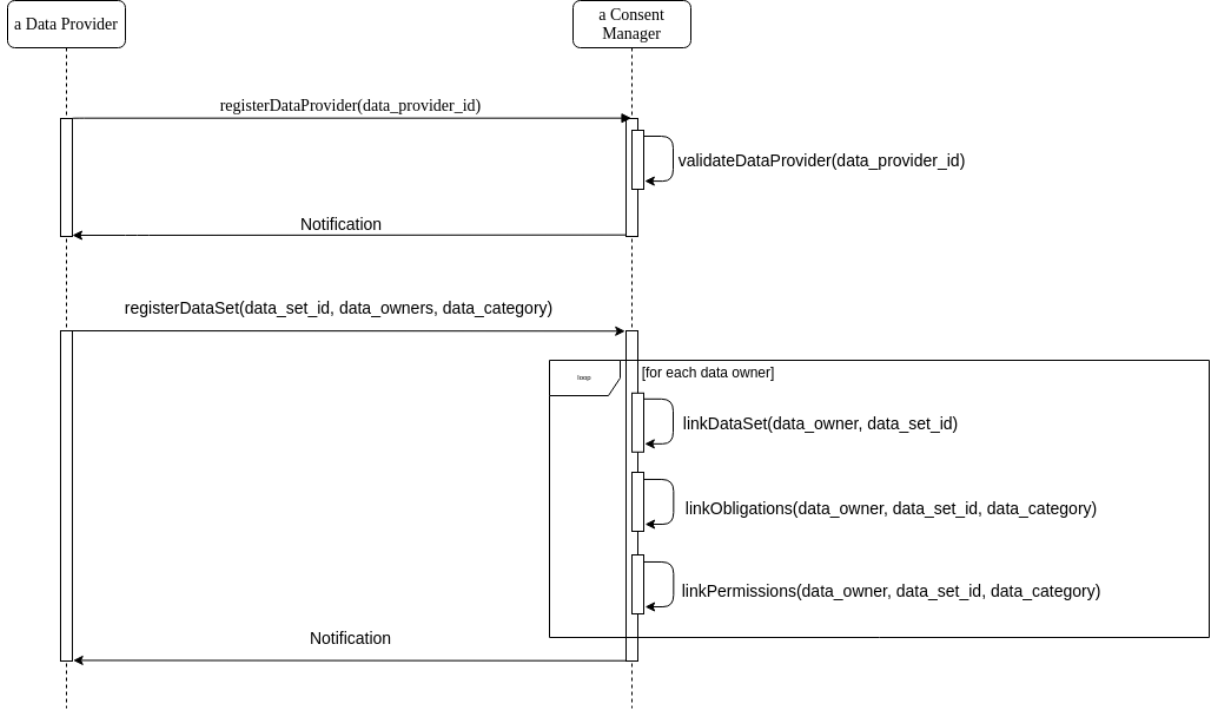 a Data Provider
a Consent
Manager
registerDataProvider(data_provider_id)
validateDataProvider(data_provider_id)
Notification
registerDataSet(data_set_id, data_owners, data_category)
loop
[for each data owner]
linkDataSet(data_owner, data_set_id)
linkObligations(data_owner, data_set_id, data_category)
linkPermissions(data_owner, data_set_id, data_category)
Notification